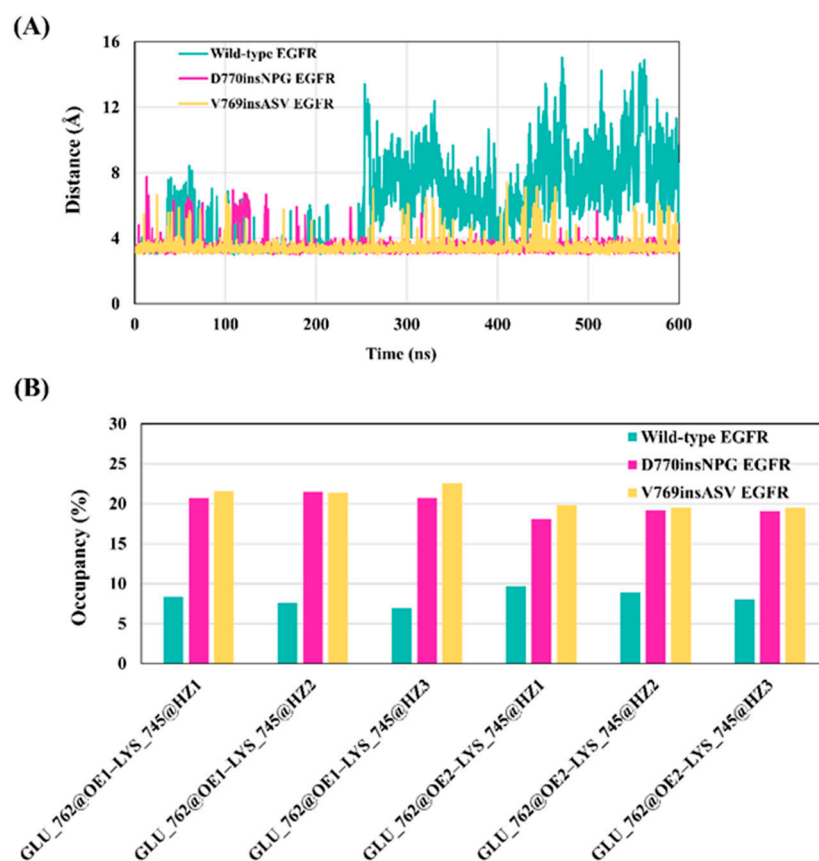 (A)
16
12
8
4
0
Distance (Å)
Wild-type EGFR
D770insNPG EGFR
V769insASV EGFR
0 100 200 300 400 500 600
Time (ns)
(B)
30
25
20
15
10
5
0
Occupancy (%)
Wild-type EGFR
D770insNPG EGFR
V769insASV EGFR
GLU_762@OE1–LYS_745@HZ1
GLU_762@OE1–LYS_745@HZ2
GLU_762@OE1–LYS_745@HZ3
GLU_762@OE2–LYS_745@HZ1
GLU_762@OE2–LYS_745@HZ2
GLU_762@OE2–LYS_745@HZ3